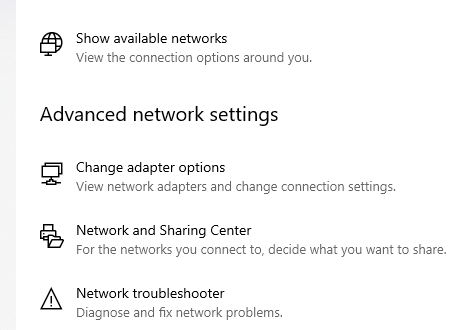 Show available networks
View the connection options around you.
Advanced network settings
Change adapter options
View network adapters and change connection settings.
Network and Sharing Center
For the networks you connect to, decide what you want to share.
Network troubleshooter
Diagnose and fix network problems.